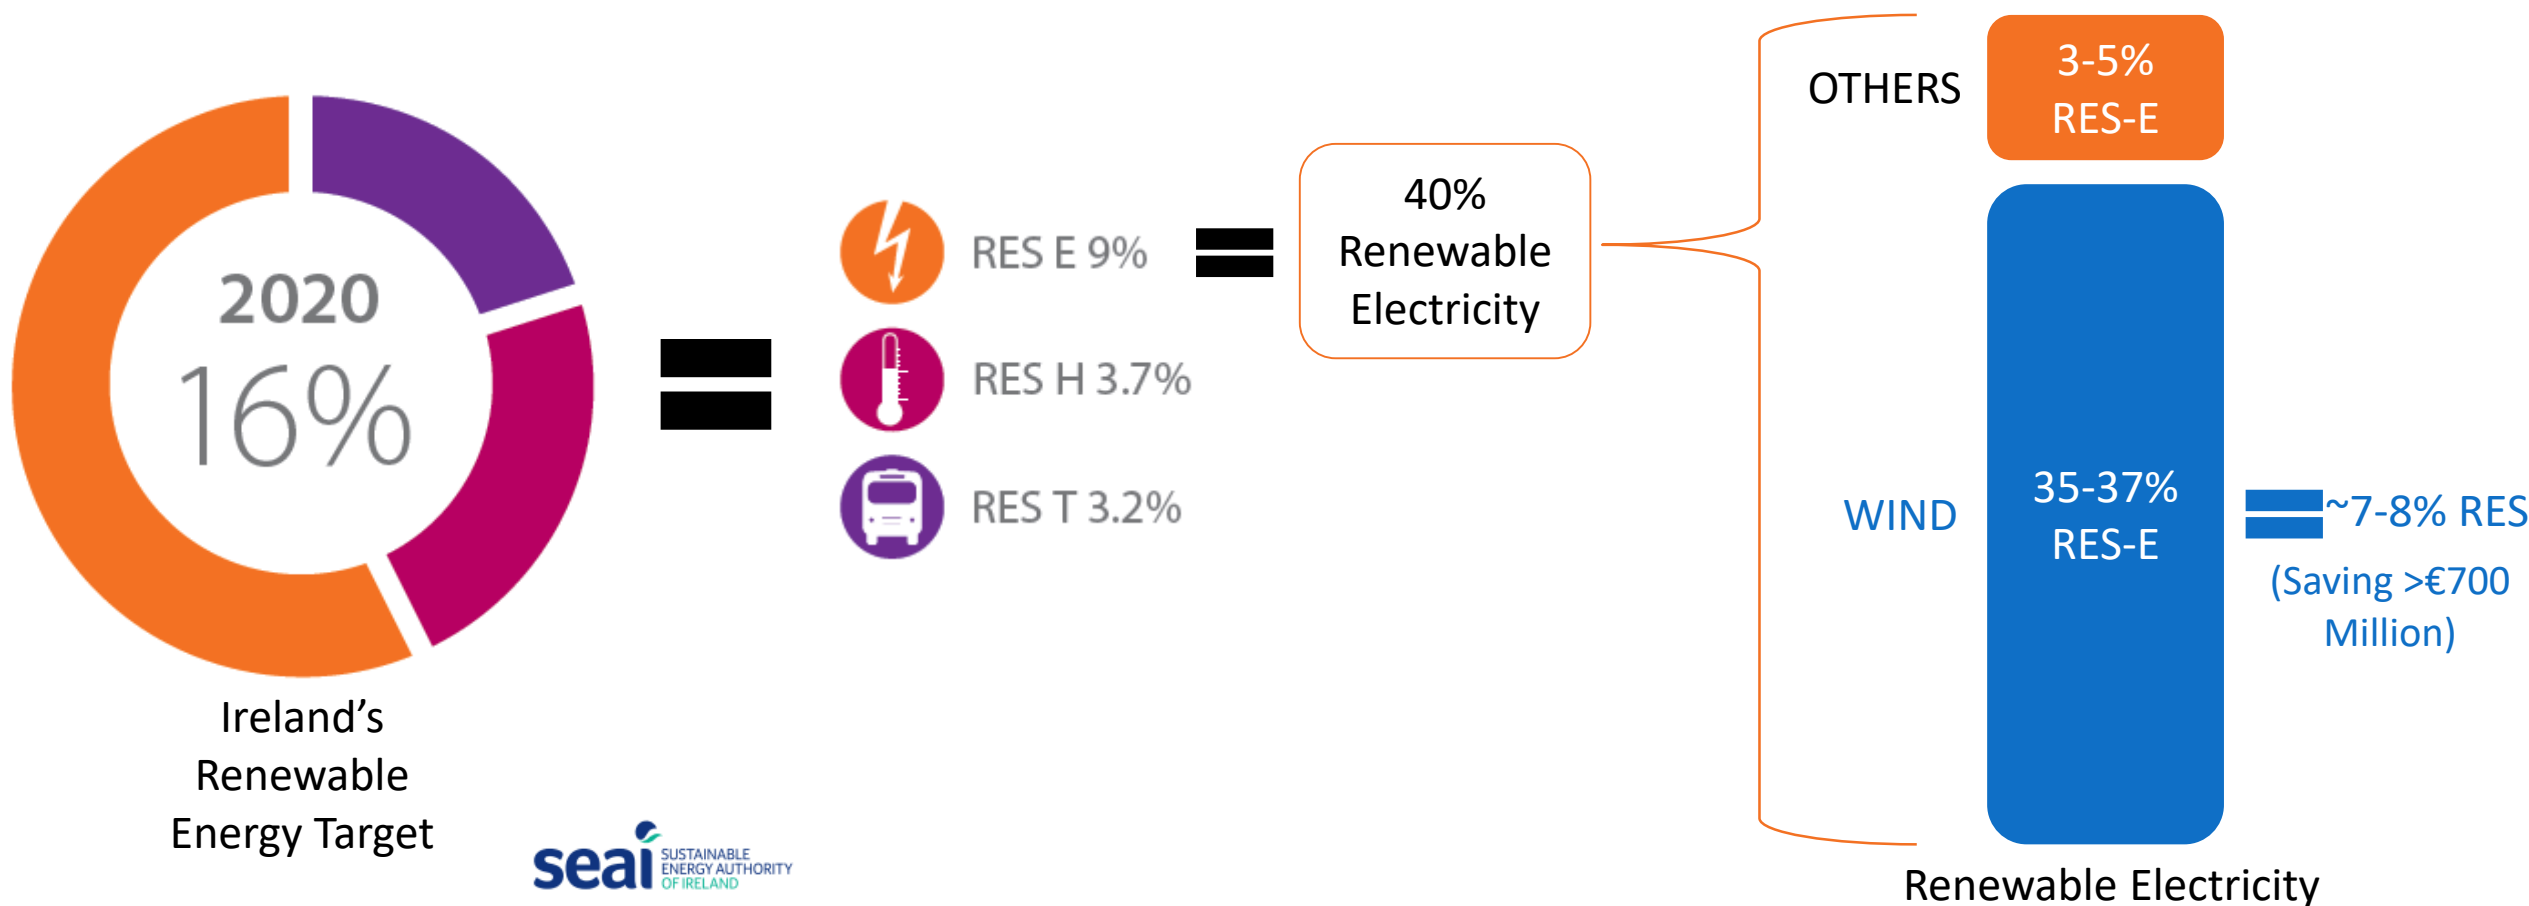 2020
16%
Ireland’s
Renewable
Energy Target
seai
SUSTAINABLE
ENERGY AUTHORITY
OF IRELAND
RES E 9%
RES H 3.7%
RES T 3.2%
40%
Renewable
Electricity
OTHERS
3-5%
RES-E
WIND
35-37%
RES-E
~7-8% RES
(Saving >€700
Million)
Renewable Electricity